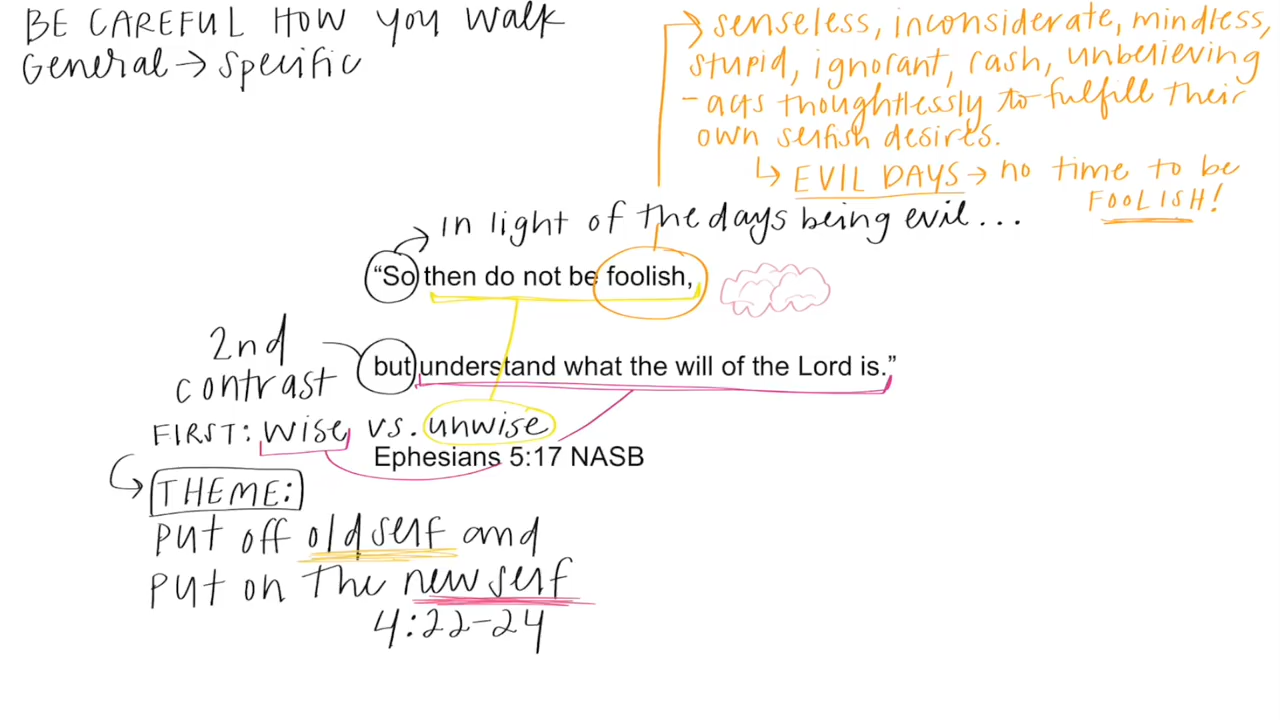 BE CAREFUL HOW YOU WALK
General → Specific
senseless, inconsiderate, mindless,
stupid, ignorant, rash, unbelieving
- acts thoughtlessly to fulfill their
own selfish desires.
↳ EVIL DAYS → no time to be
FOOLISH!
in light of the days being evil...
“So then do not be foolish,
2nd
contrast
but understand what the will of the Lord is.”
FIRST: wise vs. unwise
Ephesians 5:17 NASB
THEME:
put off old self and
put on the new self
4:22-24